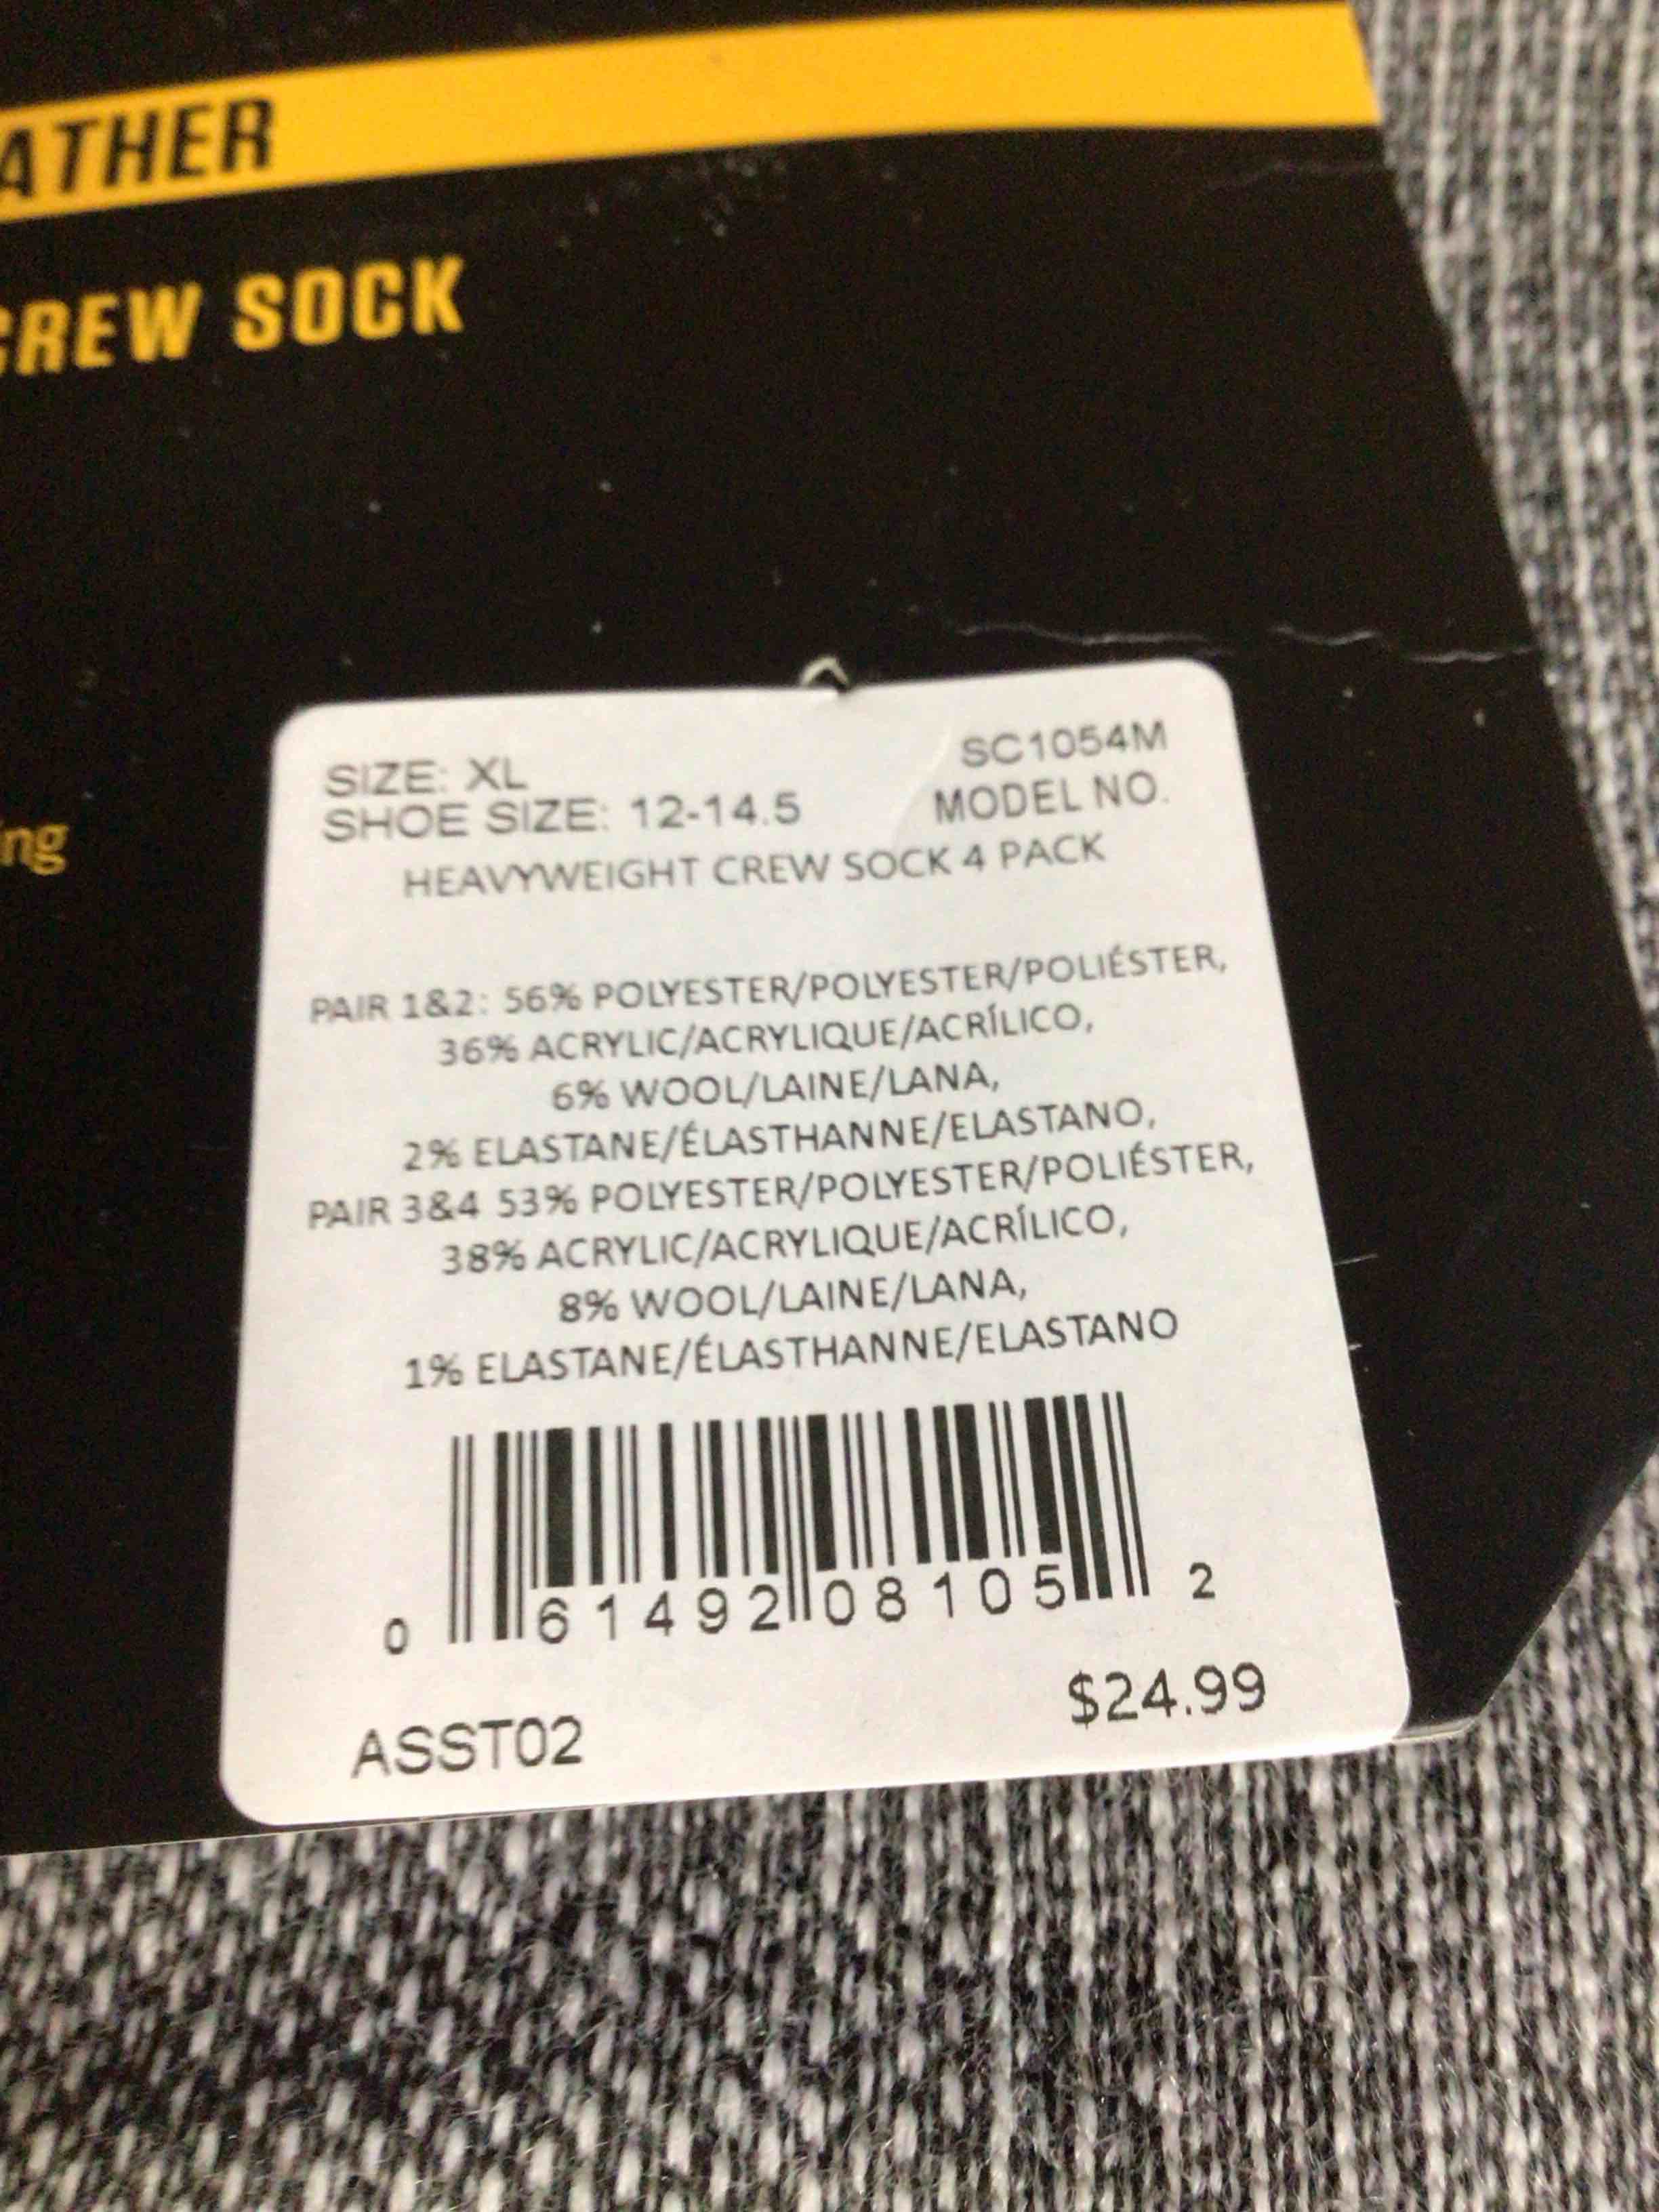 ATHER
CREW SOCK
ing
SIZE: XL
SC1054M
SHOE SIZE: 12-14.5
MODEL NO.
HEAVYWEIGHT CREW SOCK 4 PACK
PAIR 1&2: 56% POLYESTER/POLYESTER/POLIÉSTER,
36% ACRYLIC/ACRYLIQUE/ACRÍLICO,
6% WOOL/LAINE/LANA,
2% ELASTANE/ÉLASTHANNE/ELASTANO,
PAIR 3&4 53% POLYESTER/POLYESTER/POLIÉSTER,
38% ACRYLIC/ACRYLIQUE/ACRÍLICO,
8% WOOL/LAINE/LANA,
1% ELASTANE/ÉLASTHANNE/ELASTANO
0 61492 08105 2
$24.99
ASST02